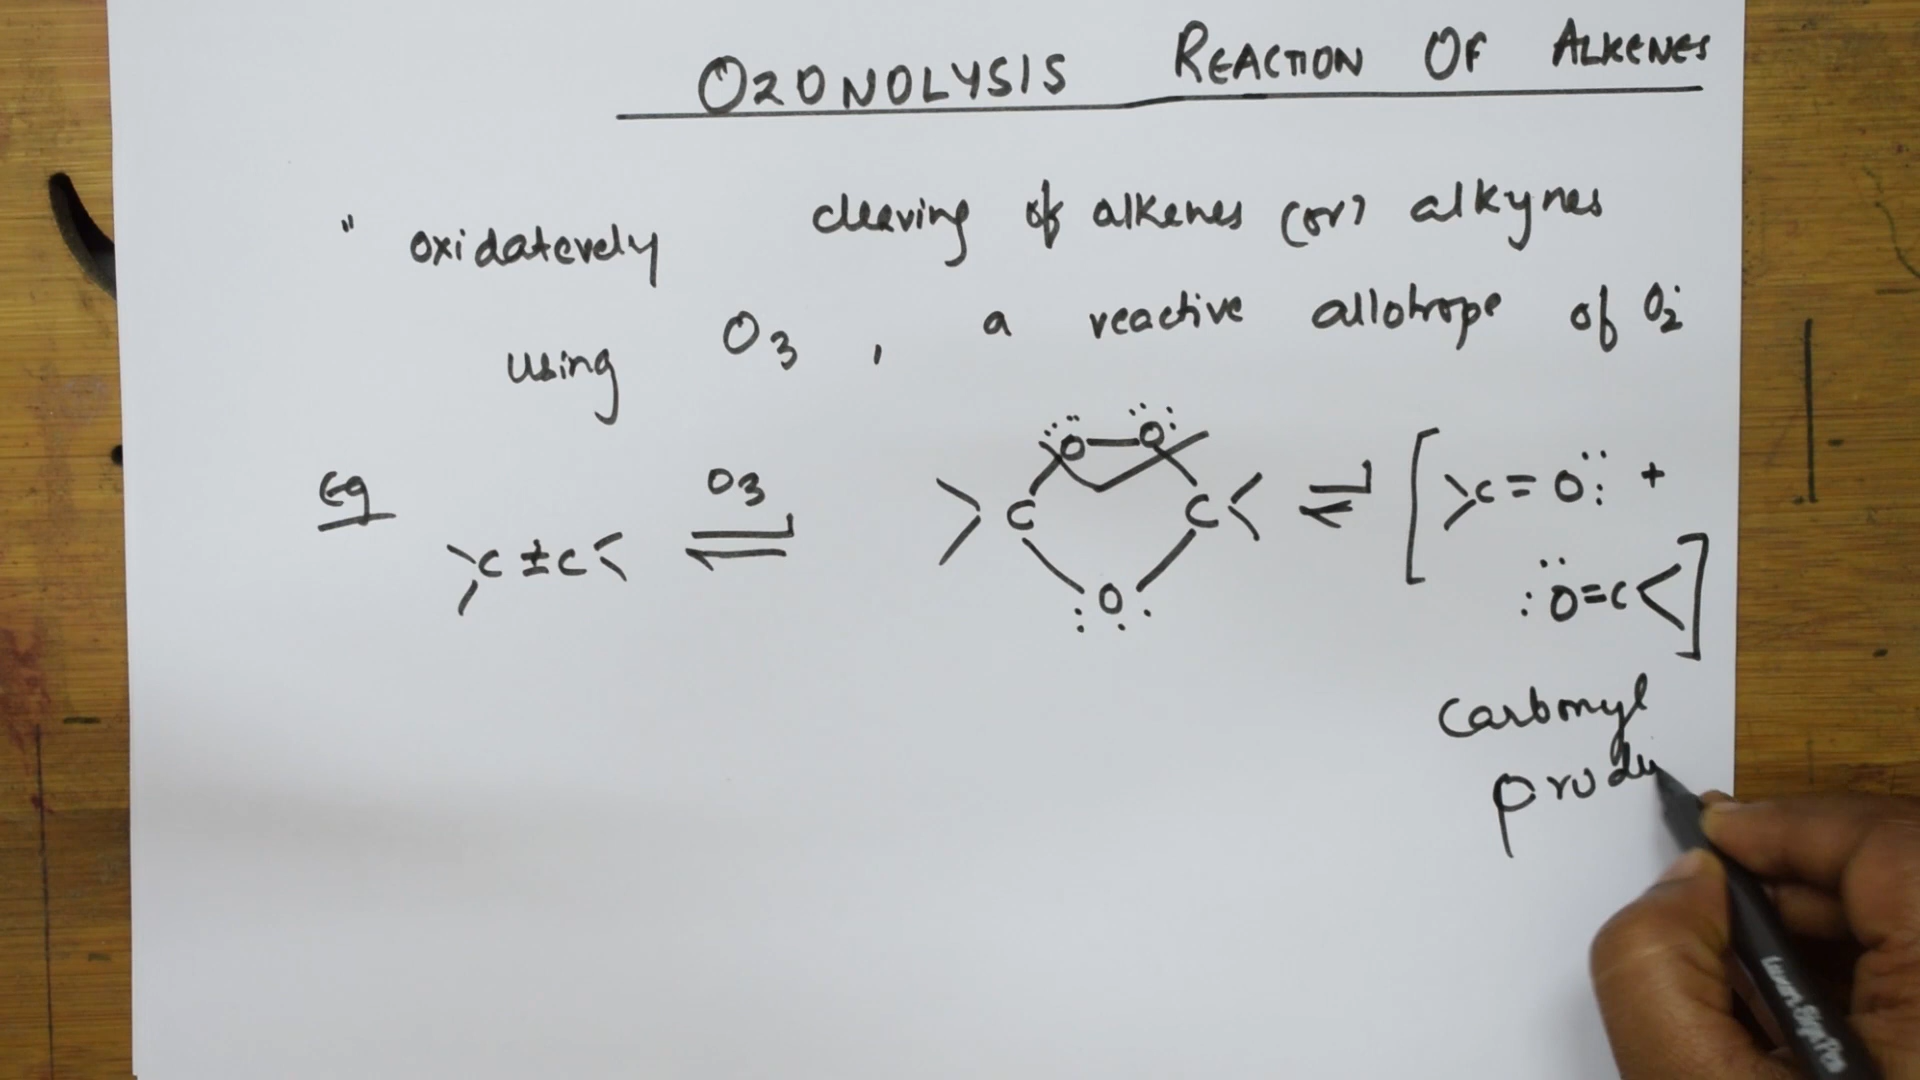 OZONOLYSIS REACTION OF ALKENES
" oxidatevely cleaving of alkenes (or) alkynes
using O3 , a reactive allotrope of O2
Eg >C=C< O3 >C O-O C< O [ >C=O +
O=C< ]
Carbonyl
produ